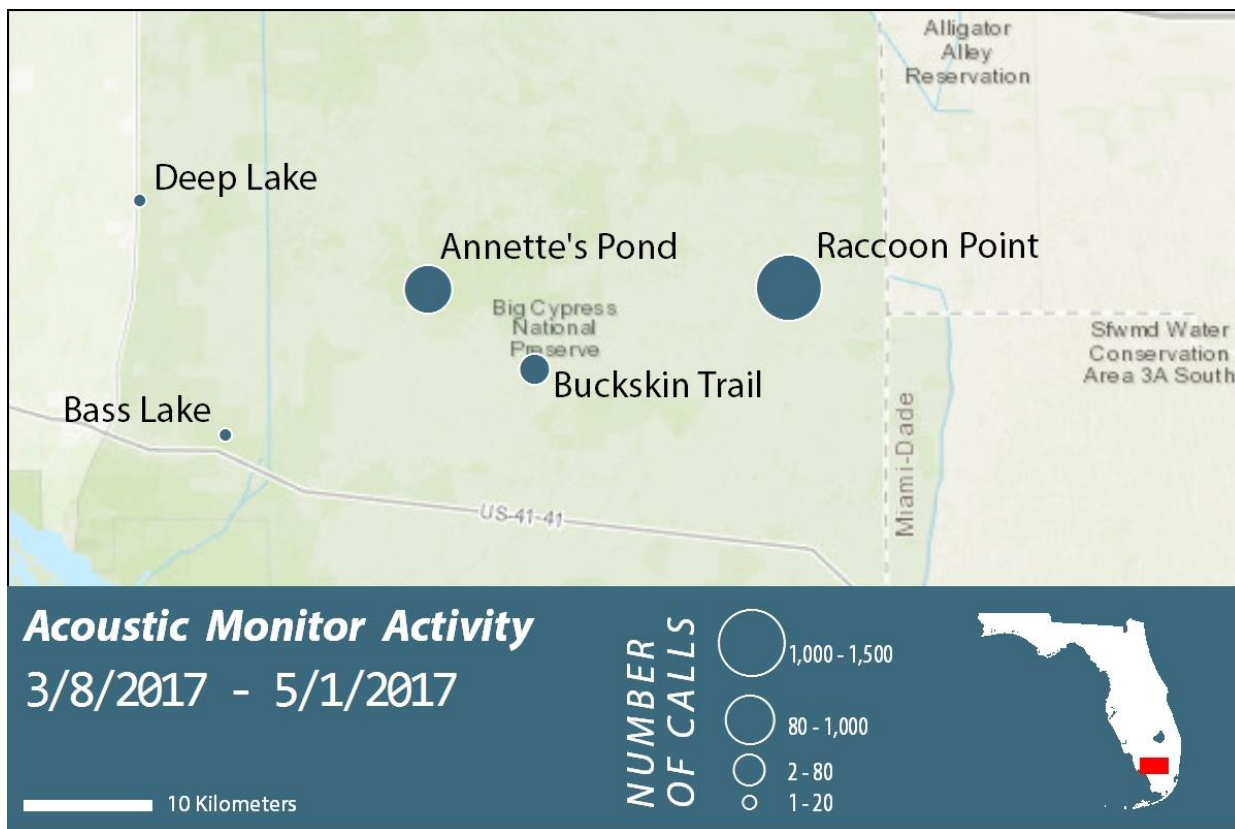 Alligator
Alley
Reservation
Deep Lake
Annette's Pond
Raccoon Point
Big Cypress
National
Preserve
Sfwmd Water
Conservation
Area 3A South
Buckskin Trail
Bass Lake
Miami-Dade
US-41-41
Acoustic Monitor Activity
3/8/2017 - 5/1/2017
10 Kilometers
NUMBER
OF CALLS
1,000 - 1,500
80 - 1,000
2 - 80
1 - 20